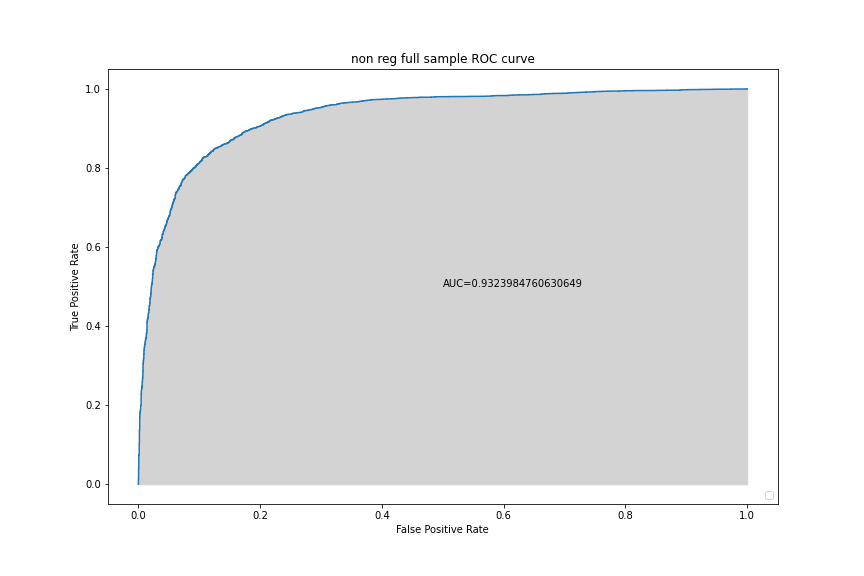 non reg full sample ROC curve
1.0
0.8
0.6
0.4
0.2
0.0
True Positive Rate
AUC=0.9323984760630649
0.0 0.2 0.4 0.6 0.8 1.0
False Positive Rate